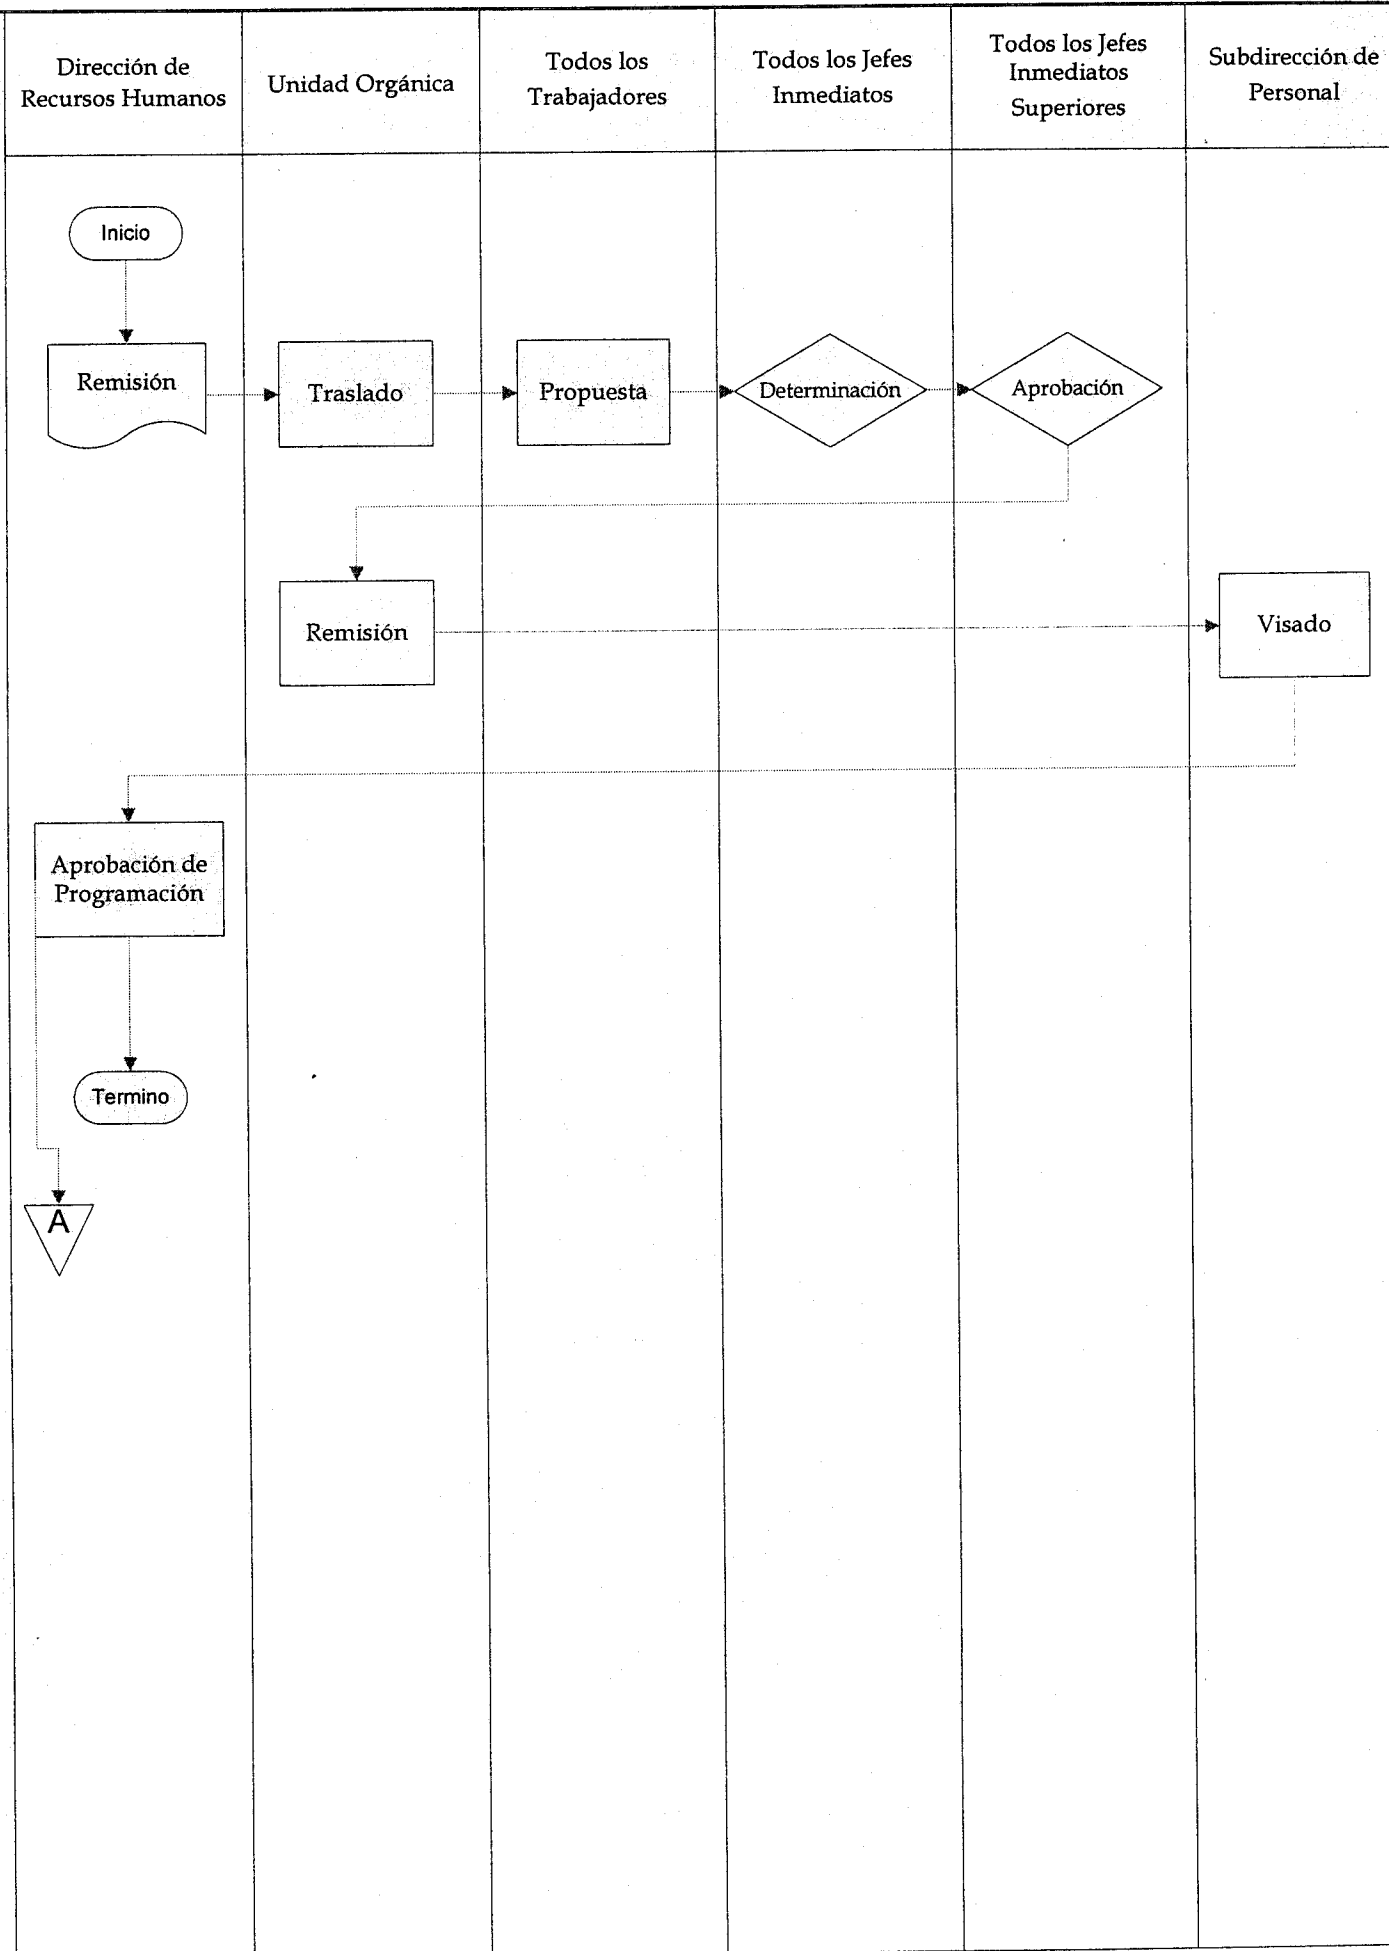 Dirección de
Recursos Humanos
Unidad Orgánica
Todos los
Trabajadores
Todos los Jefes
Inmediatos
Todos los Jefes
Inmediatos
Superiores
Subdirección de
Personal
Inicio
Remisión
Traslado
Propuesta
Determinación
Aprobación
Remisión
Visado
Aprobación de
Programación
Termino
A